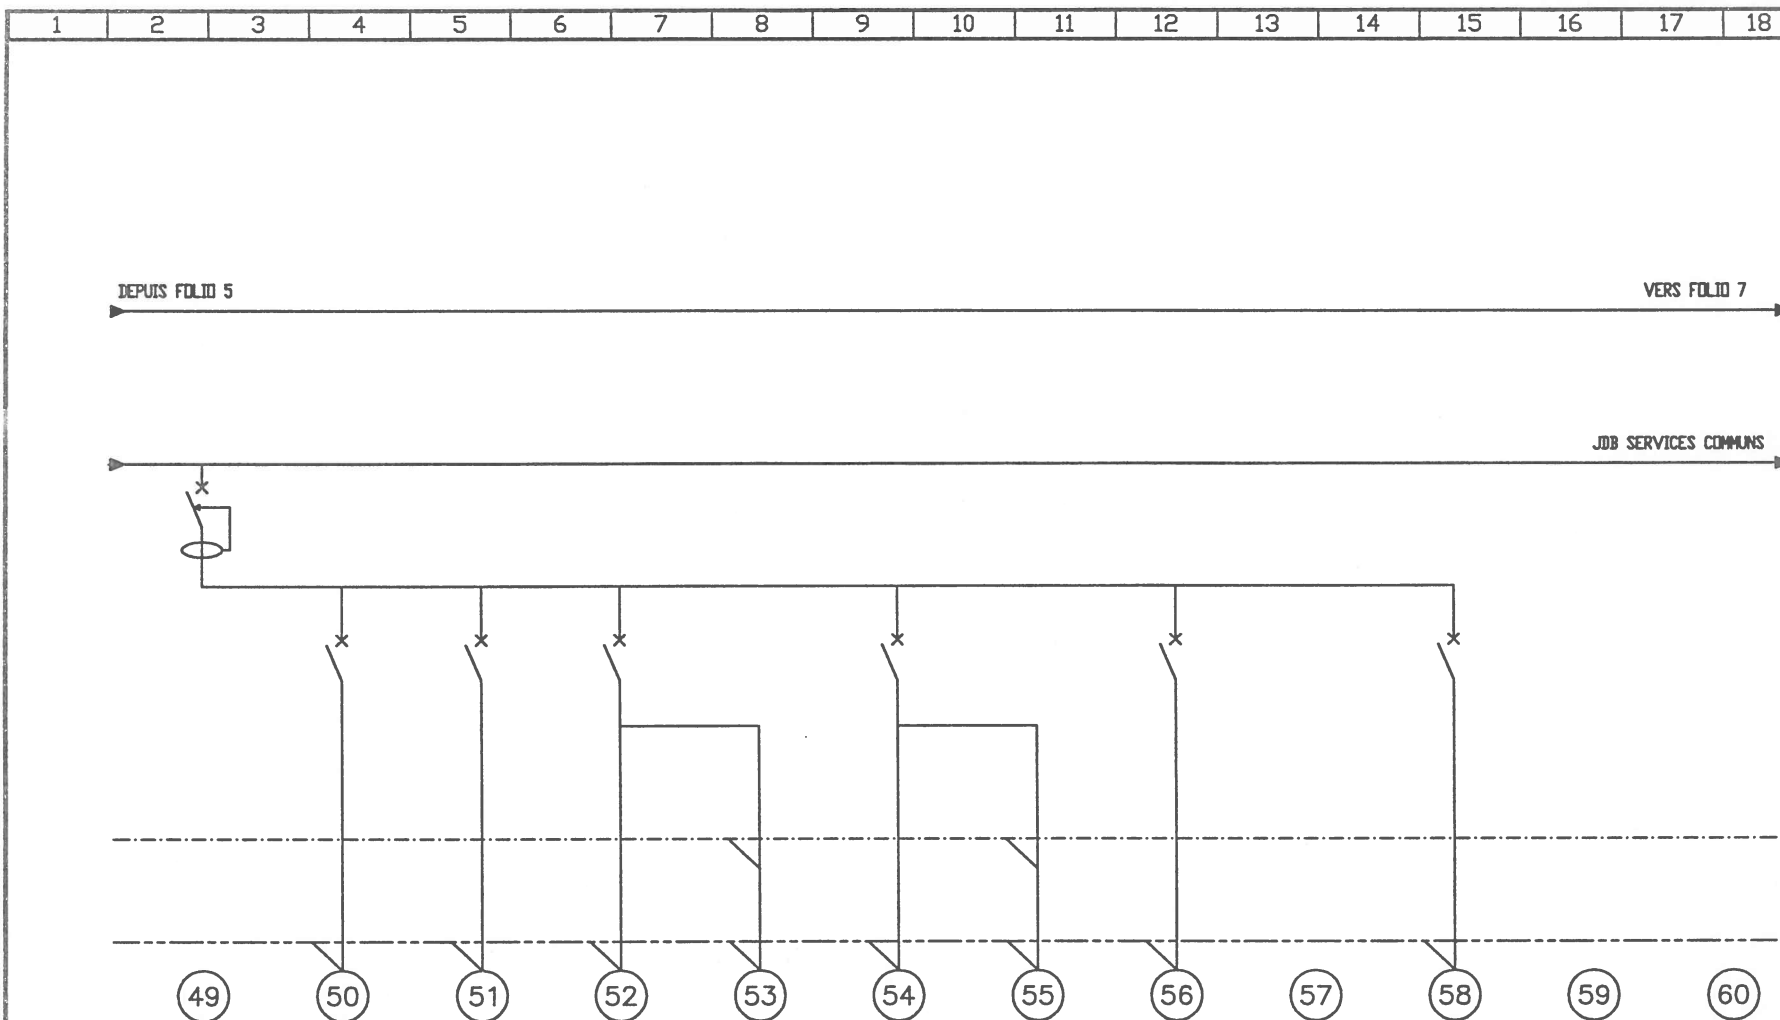 1 2 3 4 5 6 7 8 9 10 11 12 13 14 15 16 17 18
DEPUIS FOLIO 5 VERS FOLIO 7
JDB SERVICES COMMUNS
49 50 51 52 53 54 55 56 57 58 59 60